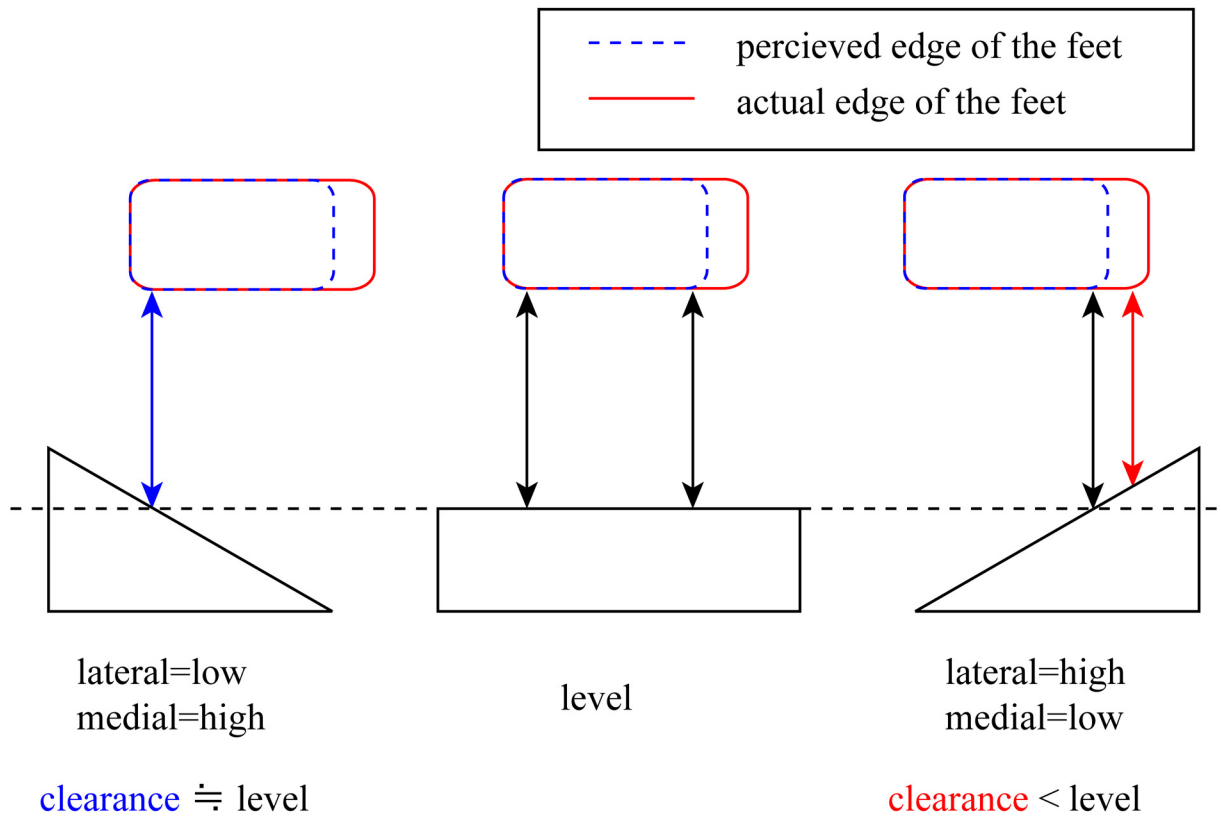 percieved edge of the feet
actual edge of the feet
lateral=low
medial=high
level
lateral=high
medial=low
clearance ≒ level
clearance < level